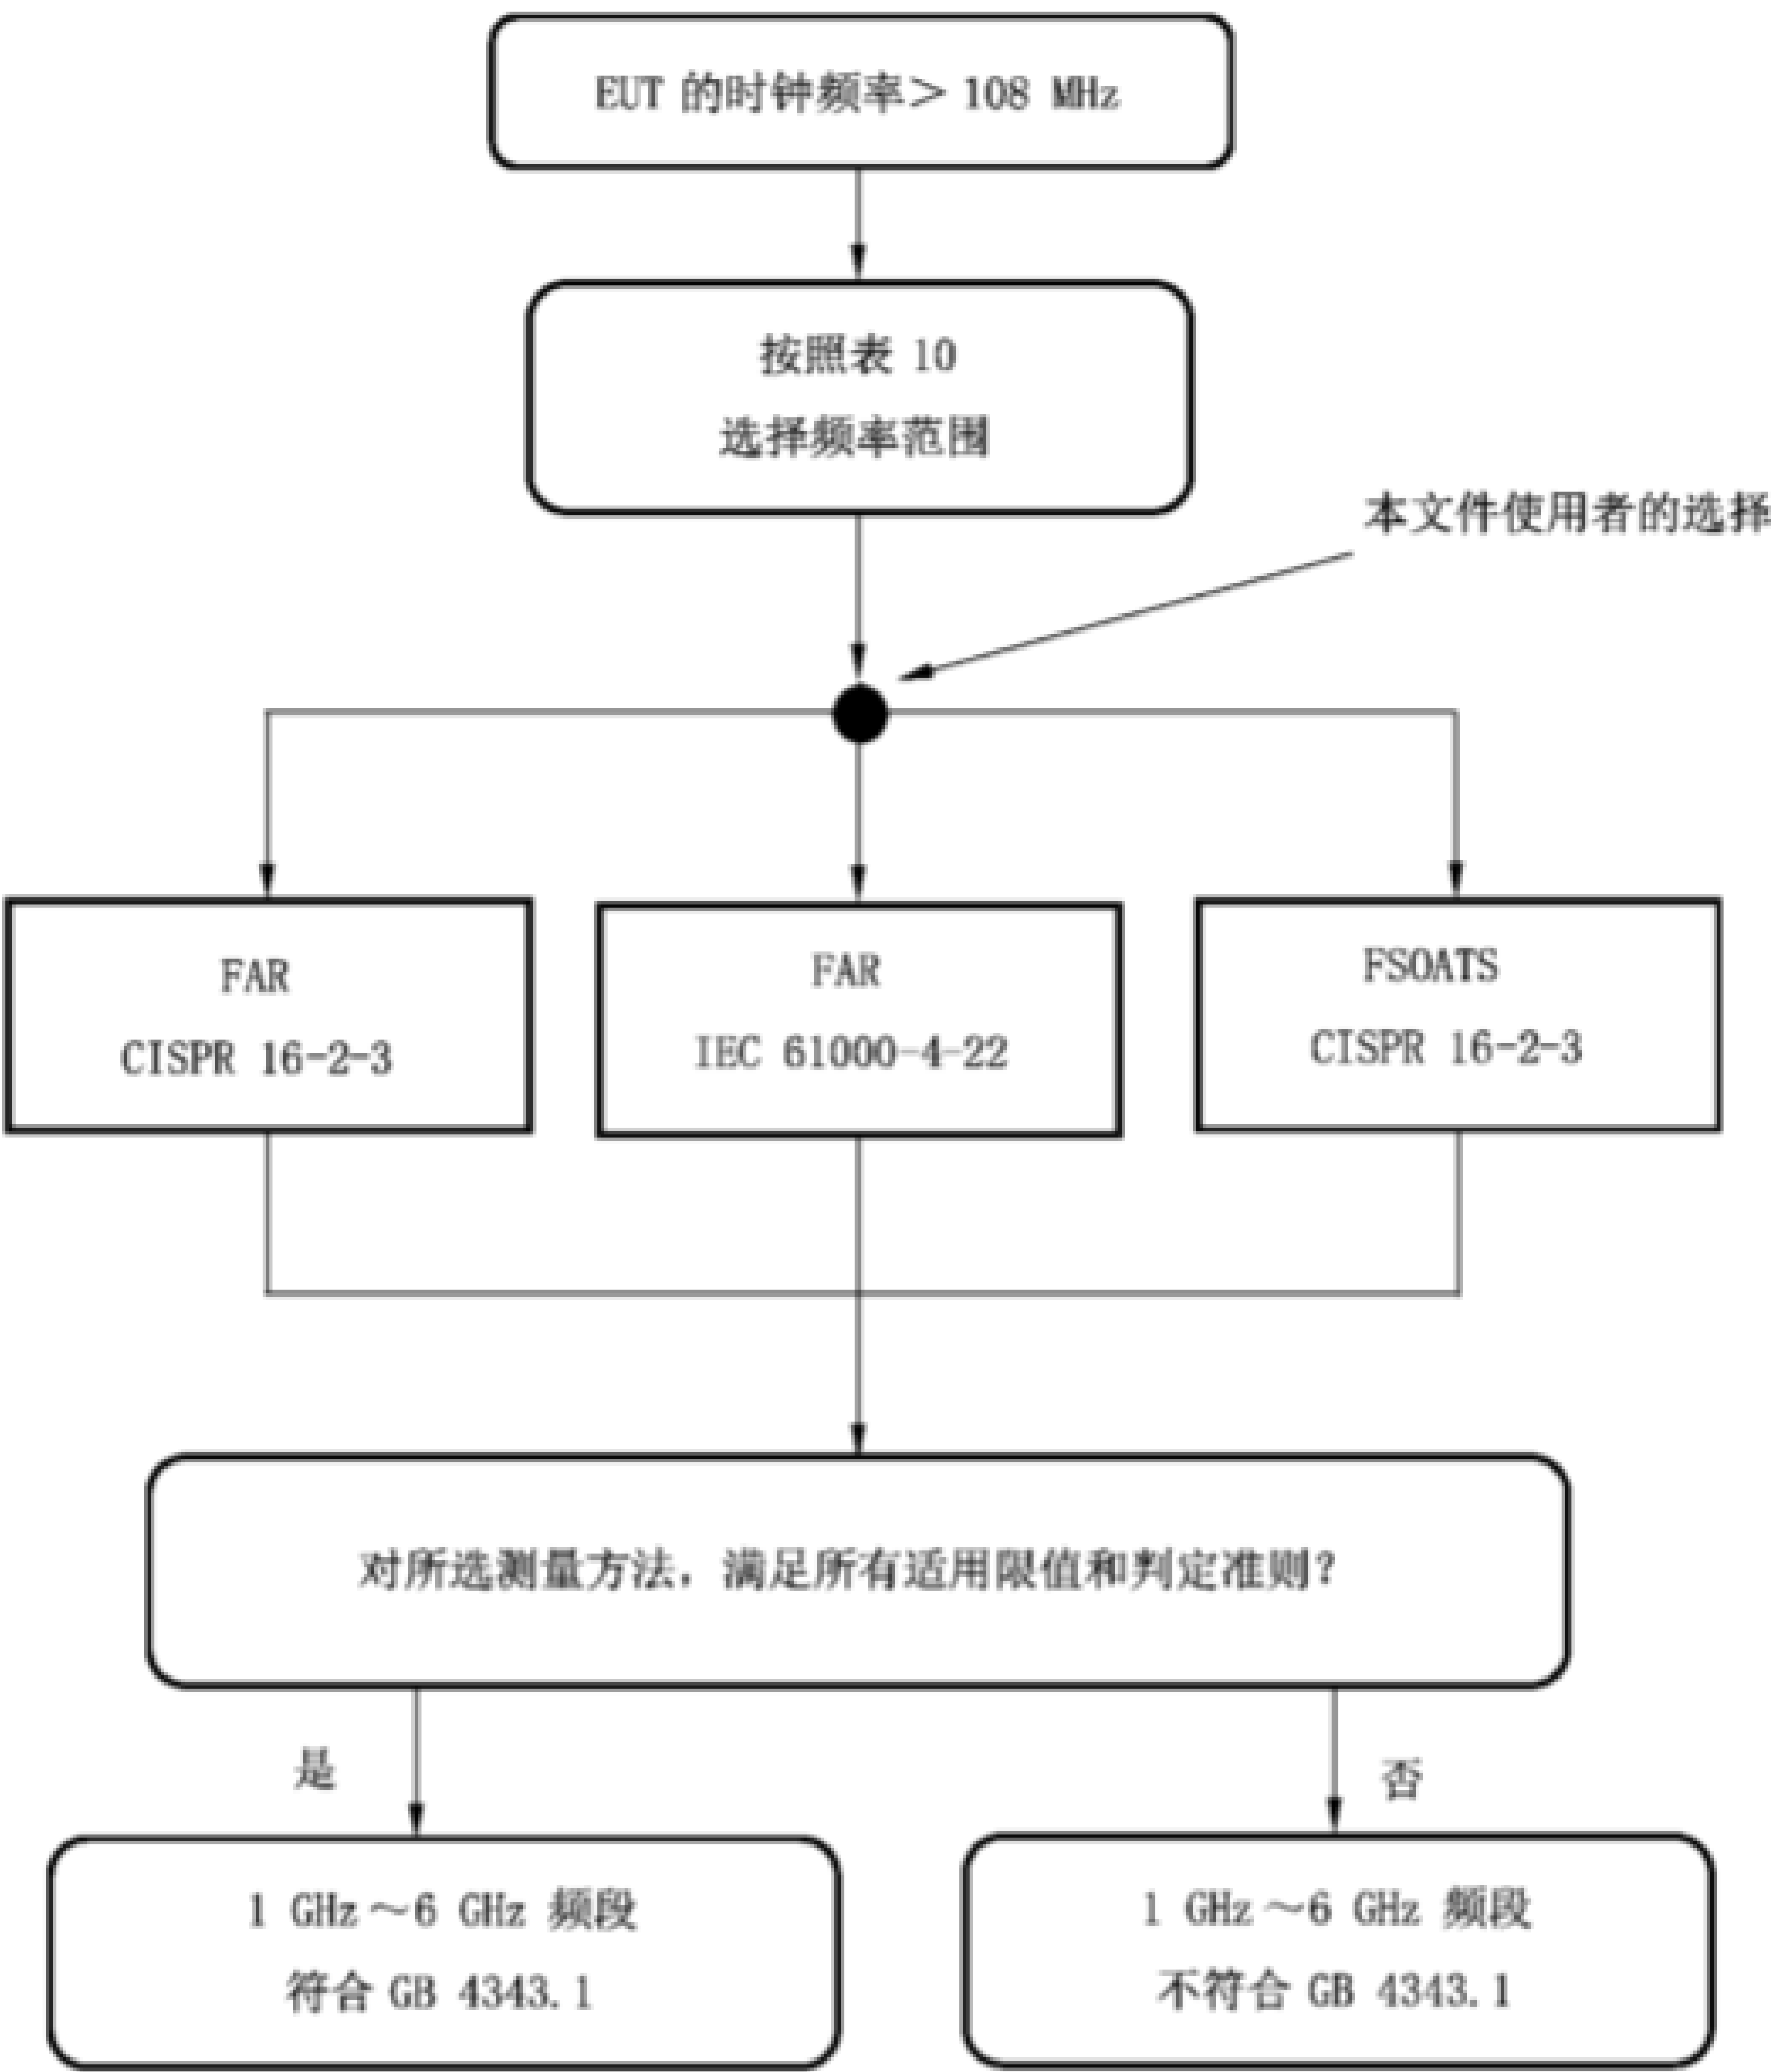 EUT 的时钟频率＞108 MHz
按照表 10
选择频率范围
本文件使用者的选择
FAR
CISPR 16-2-3
FAR
IEC 61000-4-22
FSOATS
CISPR 16-2-3
对所选测量方法，满足所有适用限值和判定准则？
是
否
1 GHz～6 GHz 频段
符合 GB 4343.1
1 GHz～6 GHz 频段
不符合 GB 4343.1